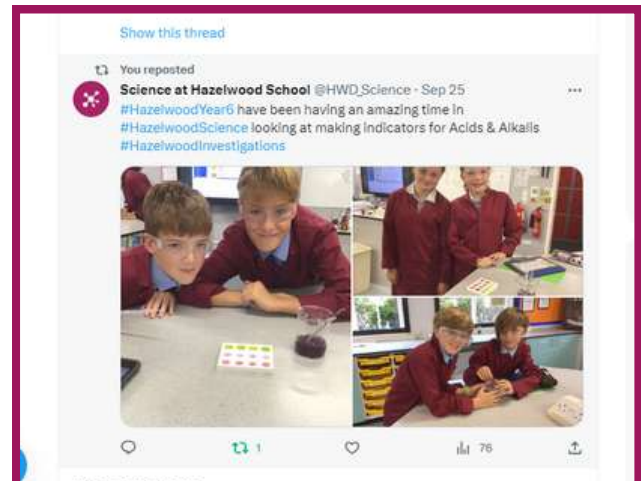 Show this thread
You reposted
Science at Hazelwood School @HWD_Science · Sep 25
#HazelwoodYear6 have been having an amazing time in
#HazelwoodScience looking at making indicators for Acids & Alkalis
#HazelwoodInvestigations
1
76